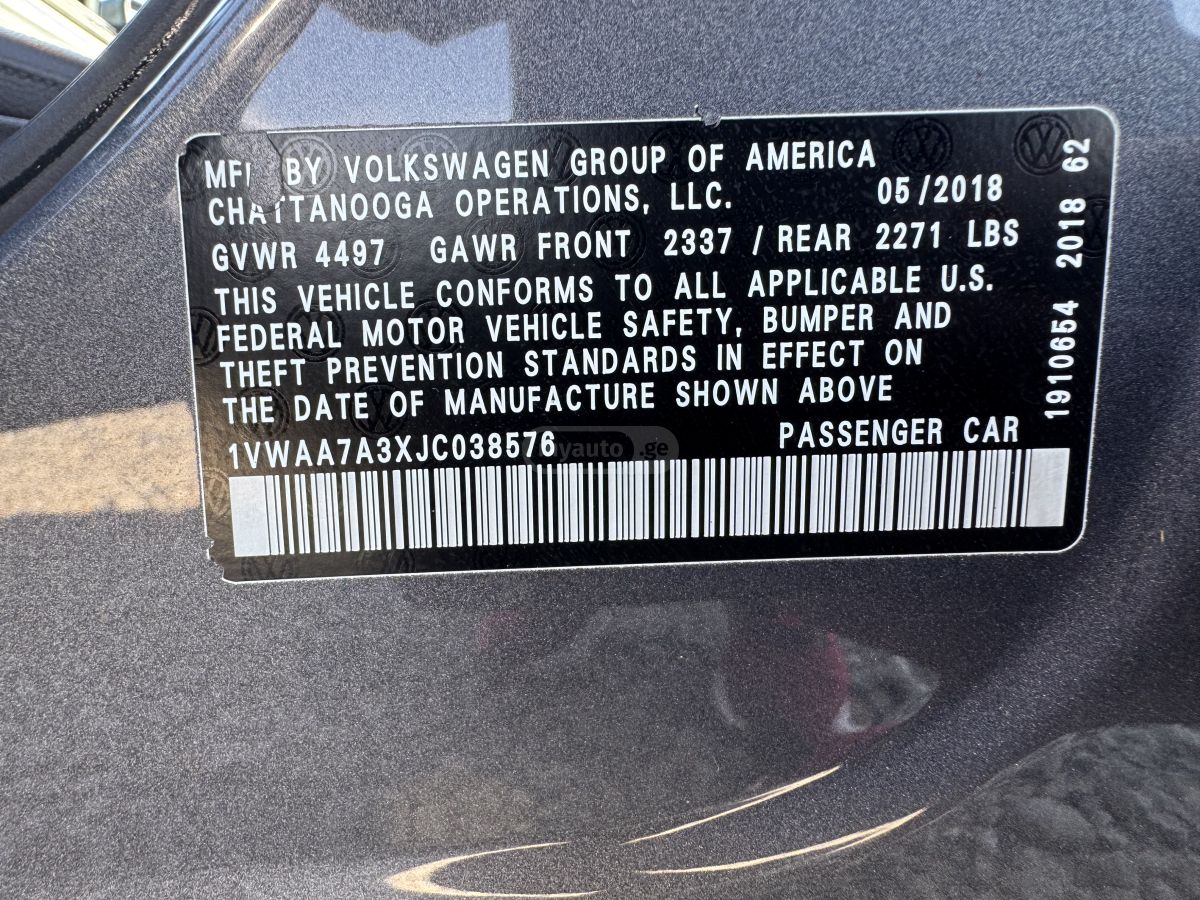 MFD BY VOLKSWAGEN GROUP OF AMERICA
CHATTANOOGA OPERATIONS, LLC. 05/2018
GVWR 4497 GAWR FRONT 2337 / REAR 2271 LBS
THIS VEHICLE CONFORMS TO ALL APPLICABLE U.S.
FEDERAL MOTOR VEHICLE SAFETY, BUMPER AND
THEFT PREVENTION STANDARDS IN EFFECT ON
THE DATE OF MANUFACTURE SHOWN ABOVE
1VWAA7A3XJC038576 PASSENGER CAR
1910654 2018 62